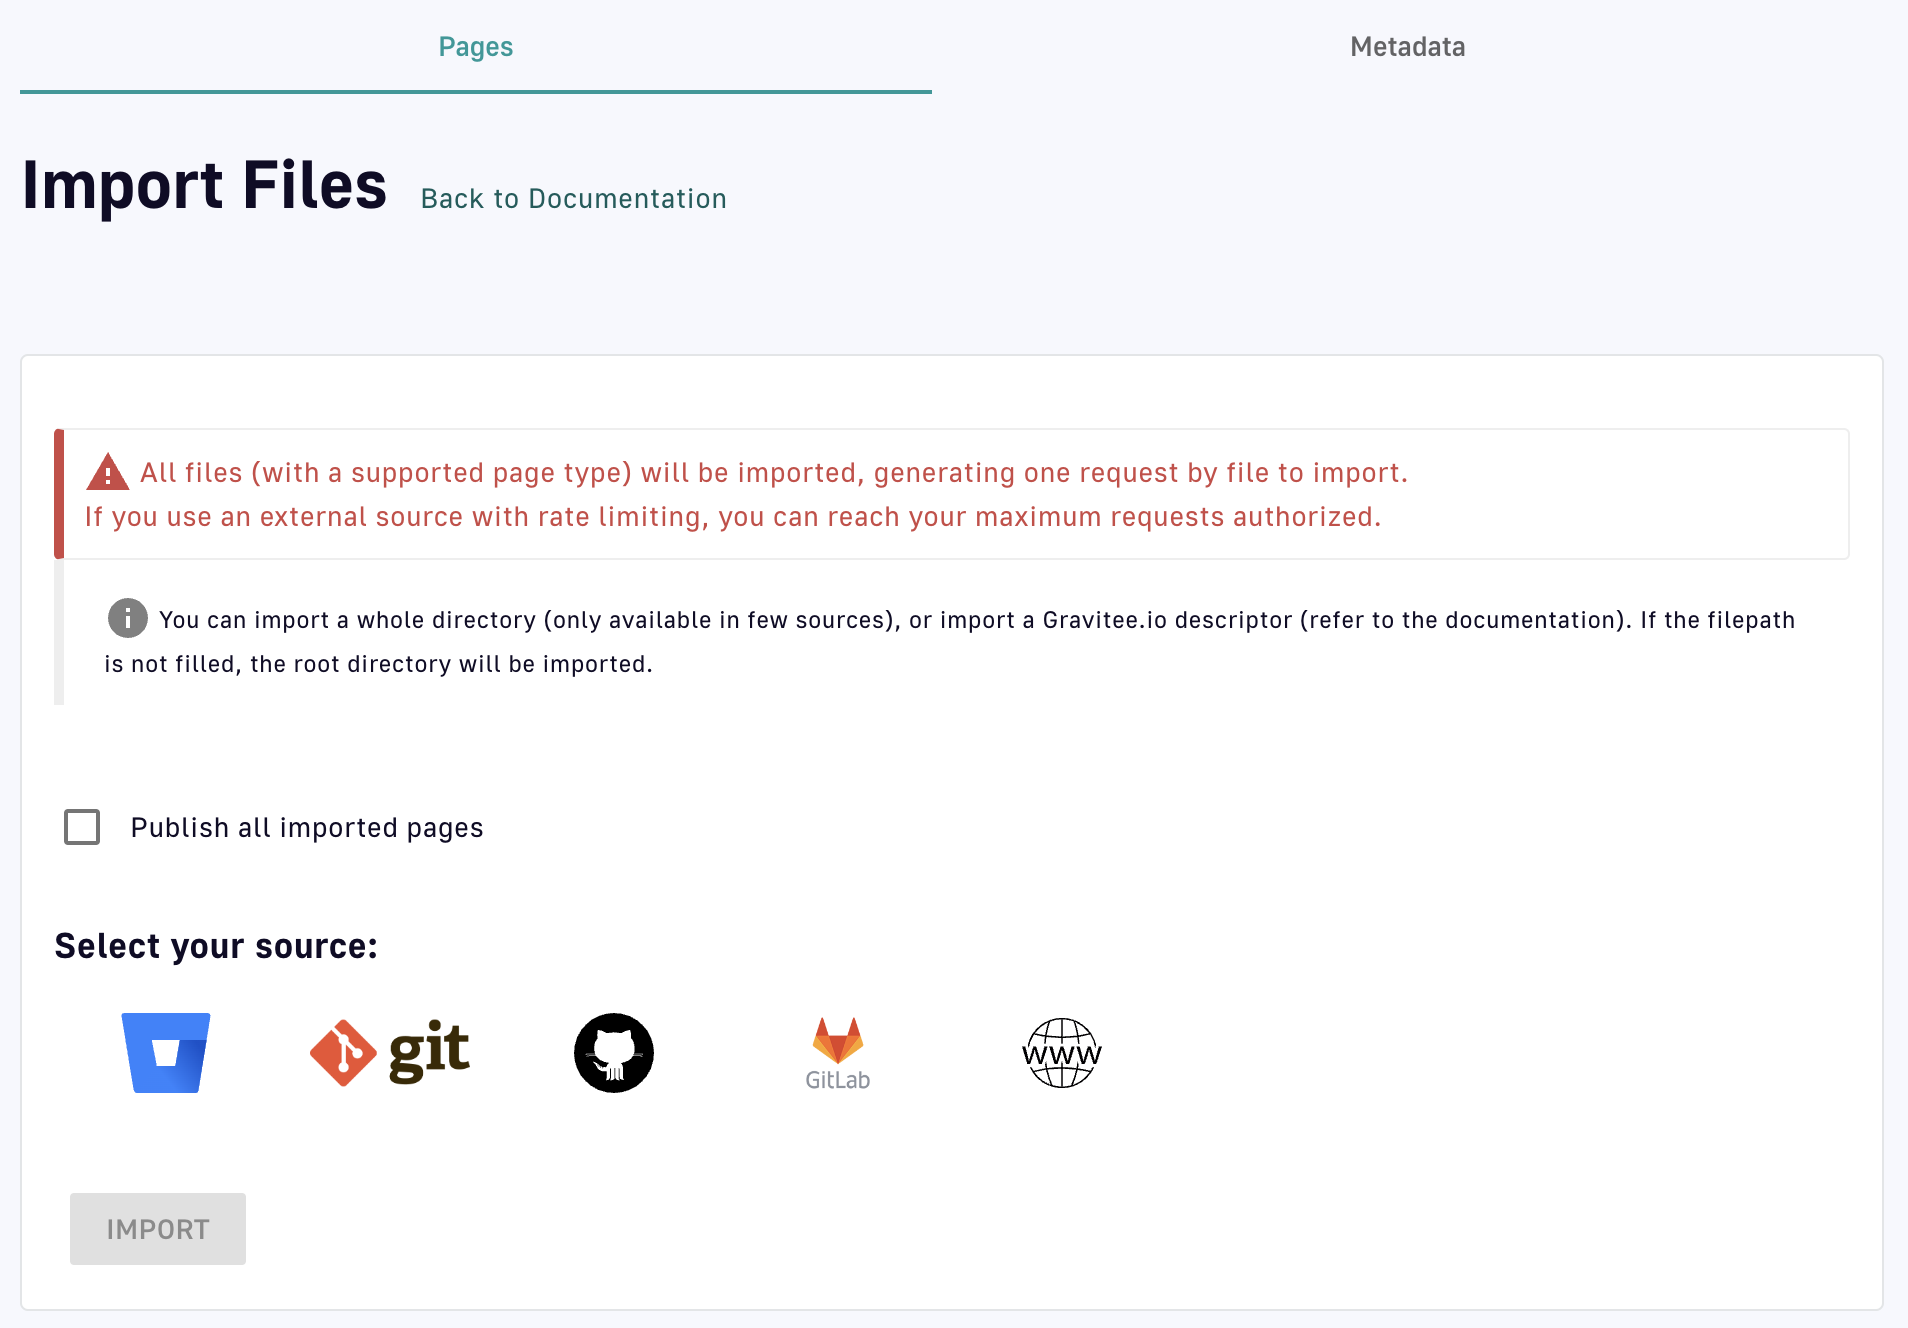 Pages
Metadata
Import Files
Back to Documentation
All files (with a supported page type) will be imported, generating one request by file to import.
If you use an external source with rate limiting, you can reach your maximum requests authorized.
You can import a whole directory (only available in few sources), or import a Gravitee.io descriptor (refer to the documentation). If the filepath
is not filled, the root directory will be imported.
Publish all imported pages
Select your source:
git
GitLab
WWW
IMPORT